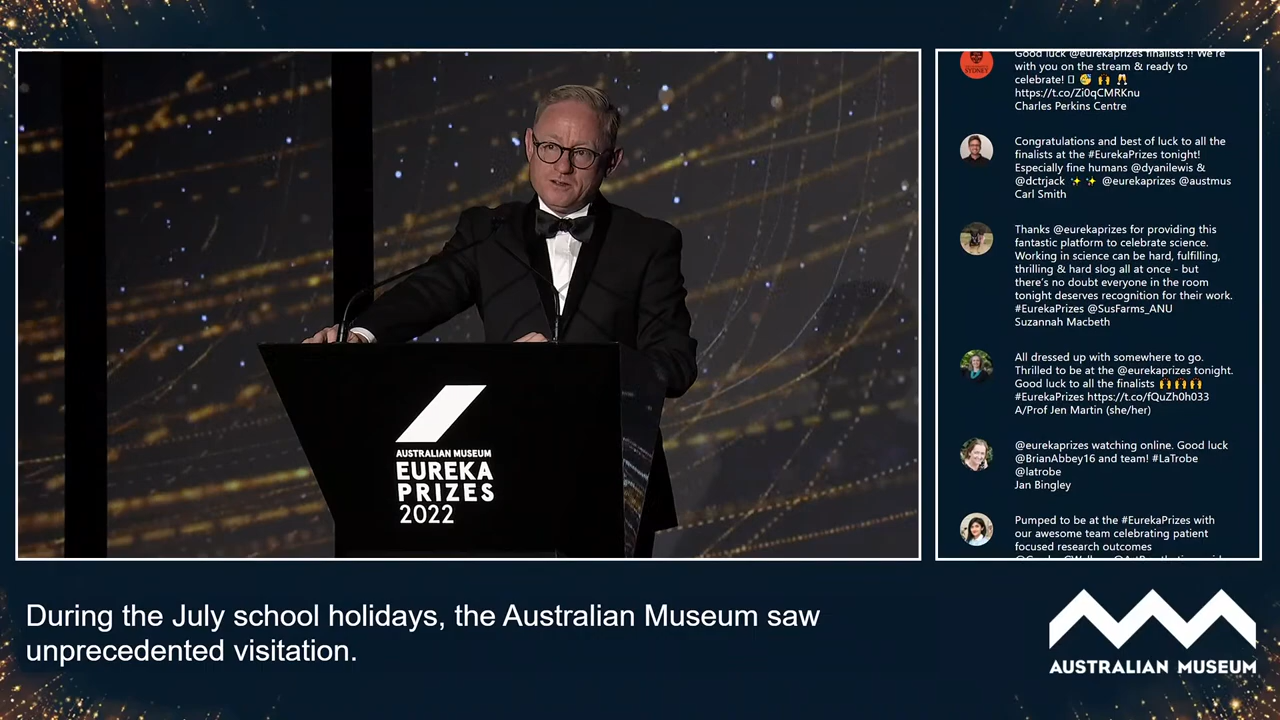 AUSTRALIAN MUSEUM
EUREKA
PRIZES
2022
Good luck @eurekaprizes finalists !! We're
with you on the stream & ready to
celebrate! 🥳 🙌 🥂
https://t.co/Zi0qCMRKnu
Charles Perkins Centre
Congratulations and best of luck to all the
finalists at the #EurekaPrizes tonight!
Especially fine humans @dyanilewis &
@dctrjack ✨ ✨ @eurekaprizes @austmus
Carl Smith
Thanks @eurekaprizes for providing this
fantastic platform to celebrate science.
Working in science can be hard, fulfilling,
thrilling & hard slog all at once - but
there's no doubt everyone in the room
tonight deserves recognition for their work.
#EurekaPrizes @SusFarms_ANU
Suzannah Macbeth
All dressed up with somewhere to go.
Thrilled to be at the @eurekaprizes tonight.
Good luck to all the finalists 🙌🙌🙌
#EurekaPrizes https://t.co/fQuZh0h033
A/Prof Jen Martin (she/her)
@eurekaprizes watching online. Good luck
@BrianAbbey16 and team! #LaTrobe
@latrobe
Jan Bingley
Pumped to be at the #EurekaPrizes with
our awesome team celebrating patient
focused research outcomes
During the July school holidays, the Australian Museum saw
unprecedented visitation.
AUSTRALIAN MUSEUM